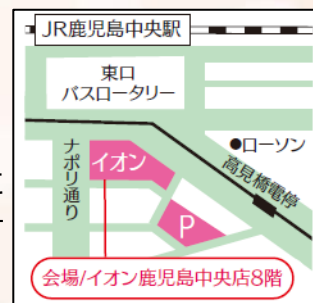 JR鹿児島中央駅
東口
バスロータリー
ナポリ通り
イオン
●ローソン
高見橋電停
P
会場/イオン鹿児島中央店8階